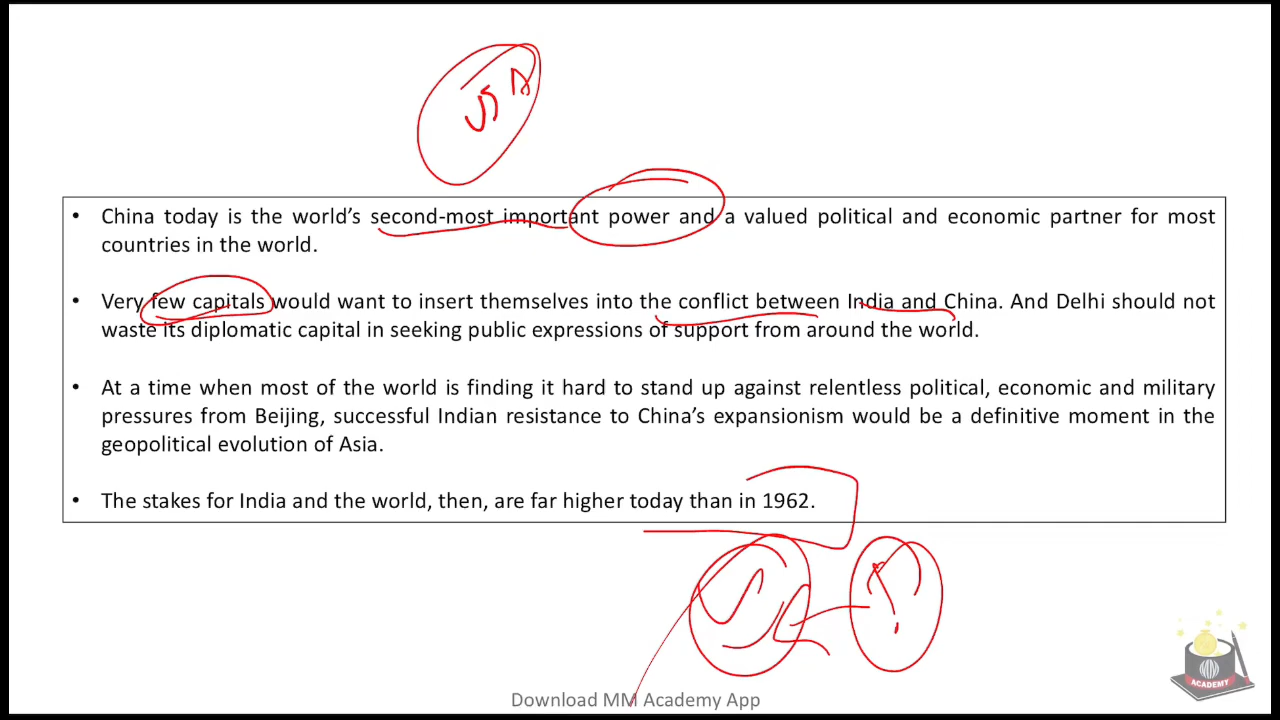 USA
• China today is the world's second-most important power and a valued political and economic partner for most
countries in the world.
• Very few capitals would want to insert themselves into the conflict between India and China. And Delhi should not
waste its diplomatic capital in seeking public expressions of support from around the world.
• At a time when most of the world is finding it hard to stand up against relentless political, economic and military
pressures from Beijing, successful Indian resistance to China's expansionism would be a definitive moment in the
geopolitical evolution of Asia.
• The stakes for India and the world, then, are far higher today than in 1962.
ACADEMY
Download MM Academy App